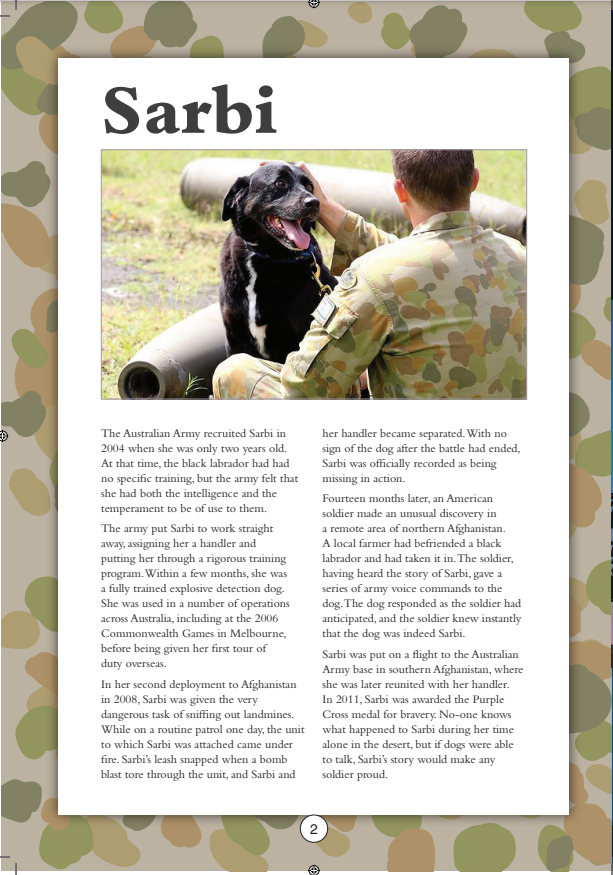 Sarbi
The Australian Army recruited Sarbi in
2004 when she was only two years old.
At that time, the black labrador had had
no specific training, but the army felt that
she had both the intelligence and the
temperament to be of use to them.
The army put Sarbi to work straight
away, assigning her a handler and
putting her through a rigorous training
program. Within a few months, she was
a fully trained explosive detection dog.
She was used in a number of operations
across Australia, including at the 2006
Commonwealth Games in Melbourne,
before being given her first tour of
duty overseas.
In her second deployment to Afghanistan
in 2008, Sarbi was given the very
dangerous task of sniffing out landmines.
While on a routine patrol one day, the unit
to which Sarbi was attached came under
fire. Sarbi's leash snapped when a bomb
blast tore through the unit, and Sarbi and
her handler became separated. With no
sign of the dog after the battle had ended,
Sarbi was officially recorded as being
missing in action.
Fourteen months later, an American
soldier made an unusual discovery in
a remote area of northern Afghanistan.
A local farmer had befriended a black
labrador and had taken it in. The soldier,
having heard the story of Sarbi, gave a
series of army voice commands to the
dog. The dog responded as the soldier had
anticipated, and the soldier knew instantly
that the dog was indeed Sarbi.
Sarbi was put on a flight to the Australian
Army base in southern Afghanistan, where
she was later reunited with her handler.
In 2011, Sarbi was awarded the Purple
Cross medal for bravery. No-one knows
what happened to Sarbi during her time
alone in the desert, but if dogs were able
to talk, Sarbi's story would make any
soldier proud.
2